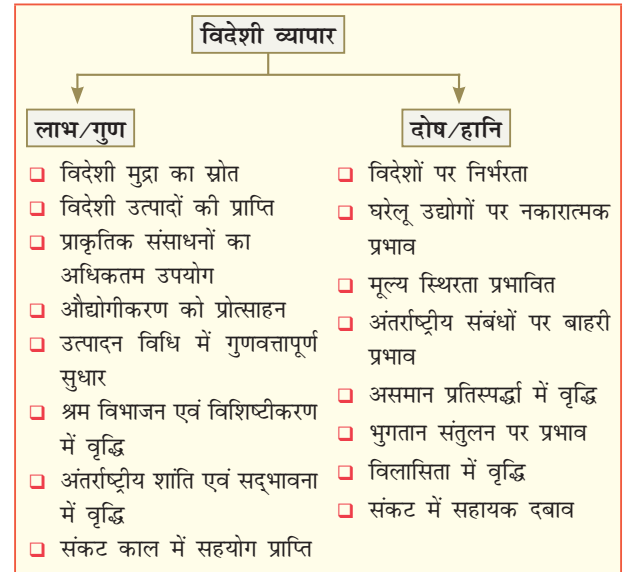 विदेशी व्यापार
लाभ/गुण
❑ विदेशी मुद्रा का स्रोत
❑ विदेशी उत्पादों की प्राप्ति
❑ प्राकृतिक संसाधनों का
अधिकतम उपयोग
❑ औद्योगीकरण को प्रोत्साहन
❑ उत्पादन विधि में गुणवत्तापूर्ण
सुधार
❑ श्रम विभाजन एवं विशिष्टीकरण
में वृद्धि
❑ अंतर्राष्ट्रीय शांति एवं सद्‌भावना
में वृद्धि
❑ संकट काल में सहयोग प्राप्ति
दोष/हानि
❑ विदेशों पर निर्भरता
❑ घरेलू उद्योगों पर नकारात्मक
प्रभाव
❑ मूल्य स्थिरता प्रभावित
❑ अंतर्राष्ट्रीय संबंधों पर बाहरी
प्रभाव
❑ असमान प्रतिस्पर्द्धा में वृद्धि
❑ भुगतान संतुलन पर प्रभाव
❑ विलासिता में वृद्धि
❑ संकट में सहायक दबाव